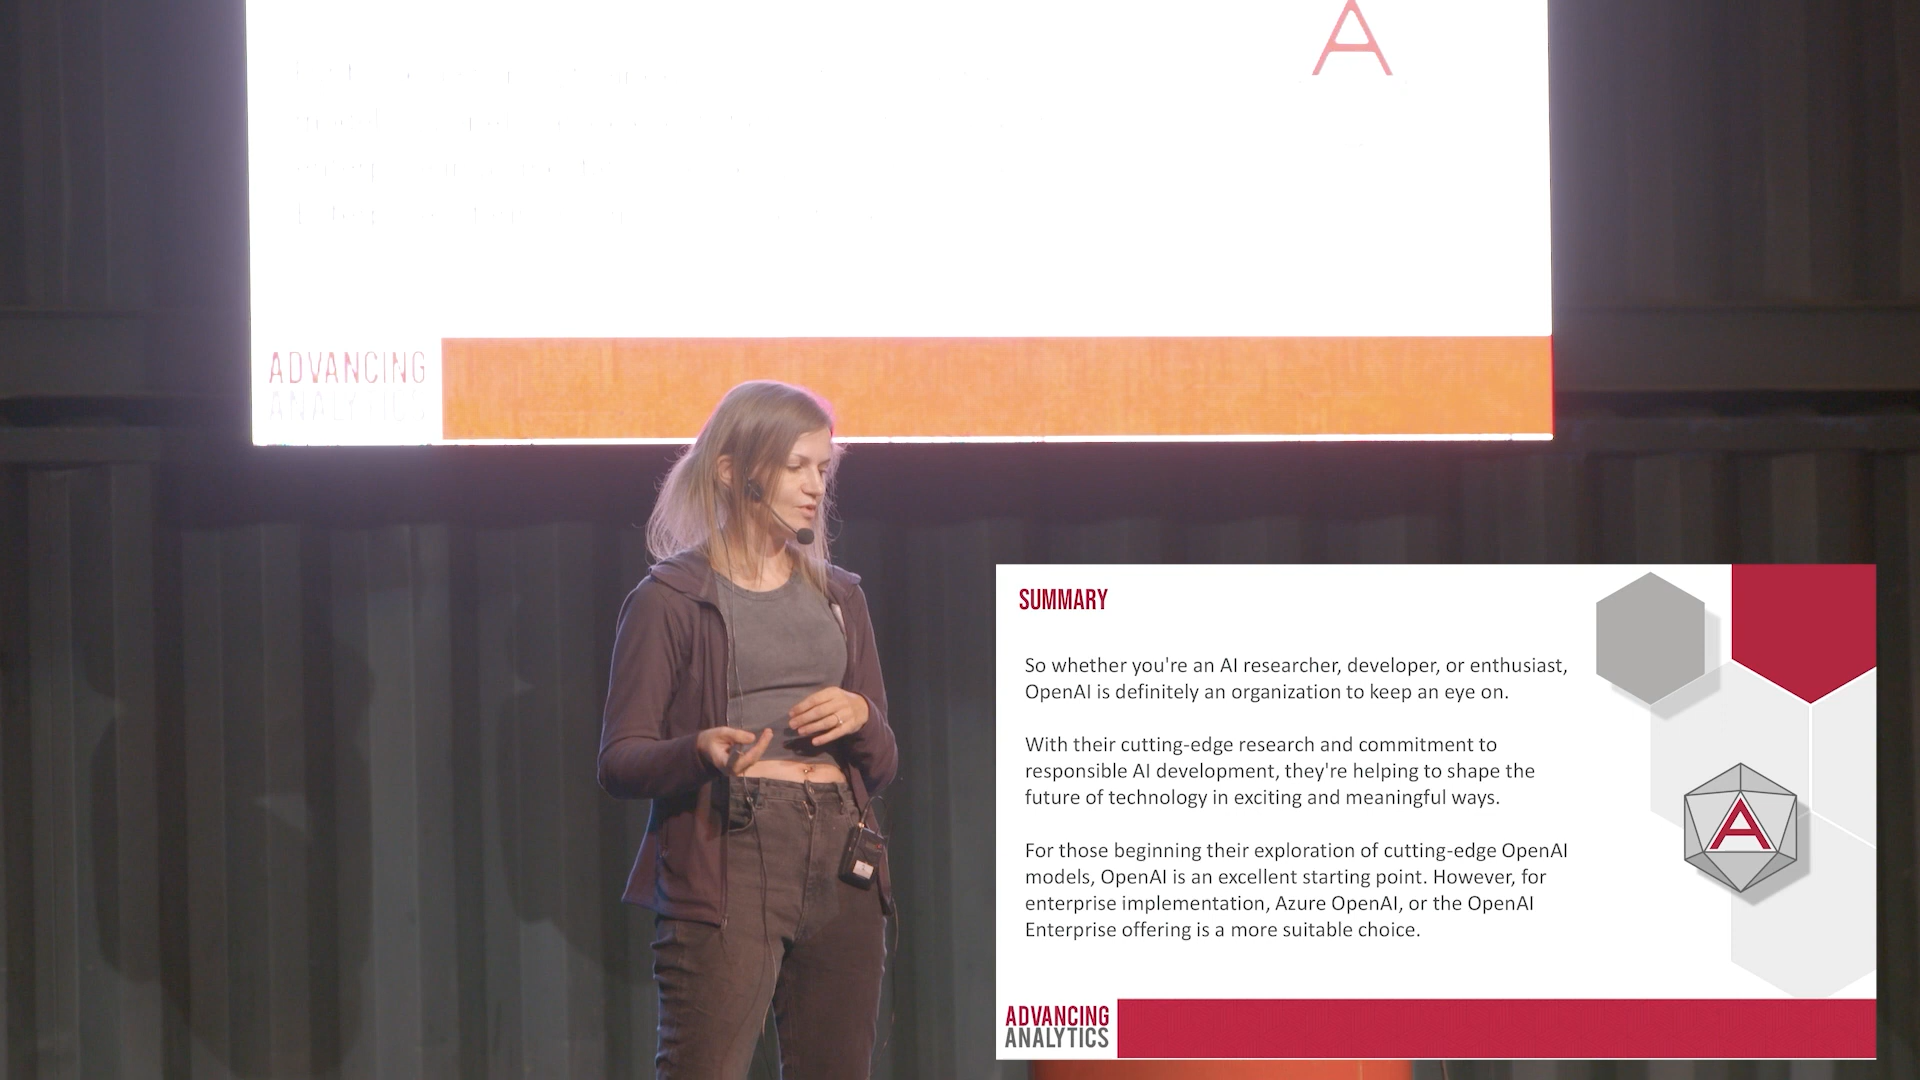 A
ADVANCING
ANALYTICS
SUMMARY
So whether you're an AI researcher, developer, or enthusiast,
OpenAI is definitely an organization to keep an eye on.
With their cutting-edge research and commitment to
responsible AI development, they're helping to shape the
future of technology in exciting and meaningful ways.
A
For those beginning their exploration of cutting-edge OpenAI
models, OpenAI is an excellent starting point. However, for
enterprise implementation, Azure OpenAI, or the OpenAI
Enterprise offering is a more suitable choice.
ADVANCING
ANALYTICS